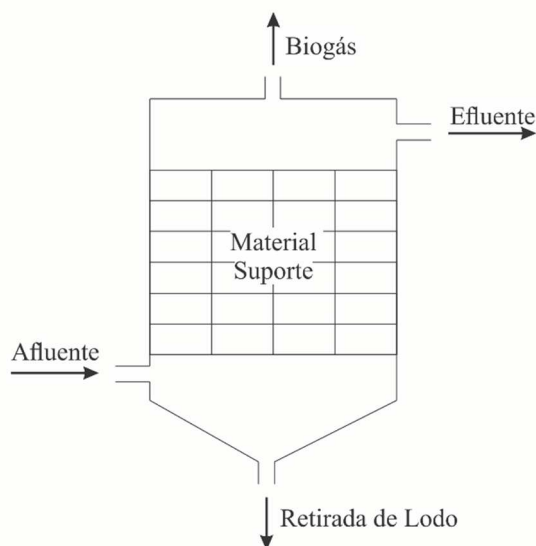 Biogás
Efluente
Material
Suporte
Afluente
Retirada de Lodo